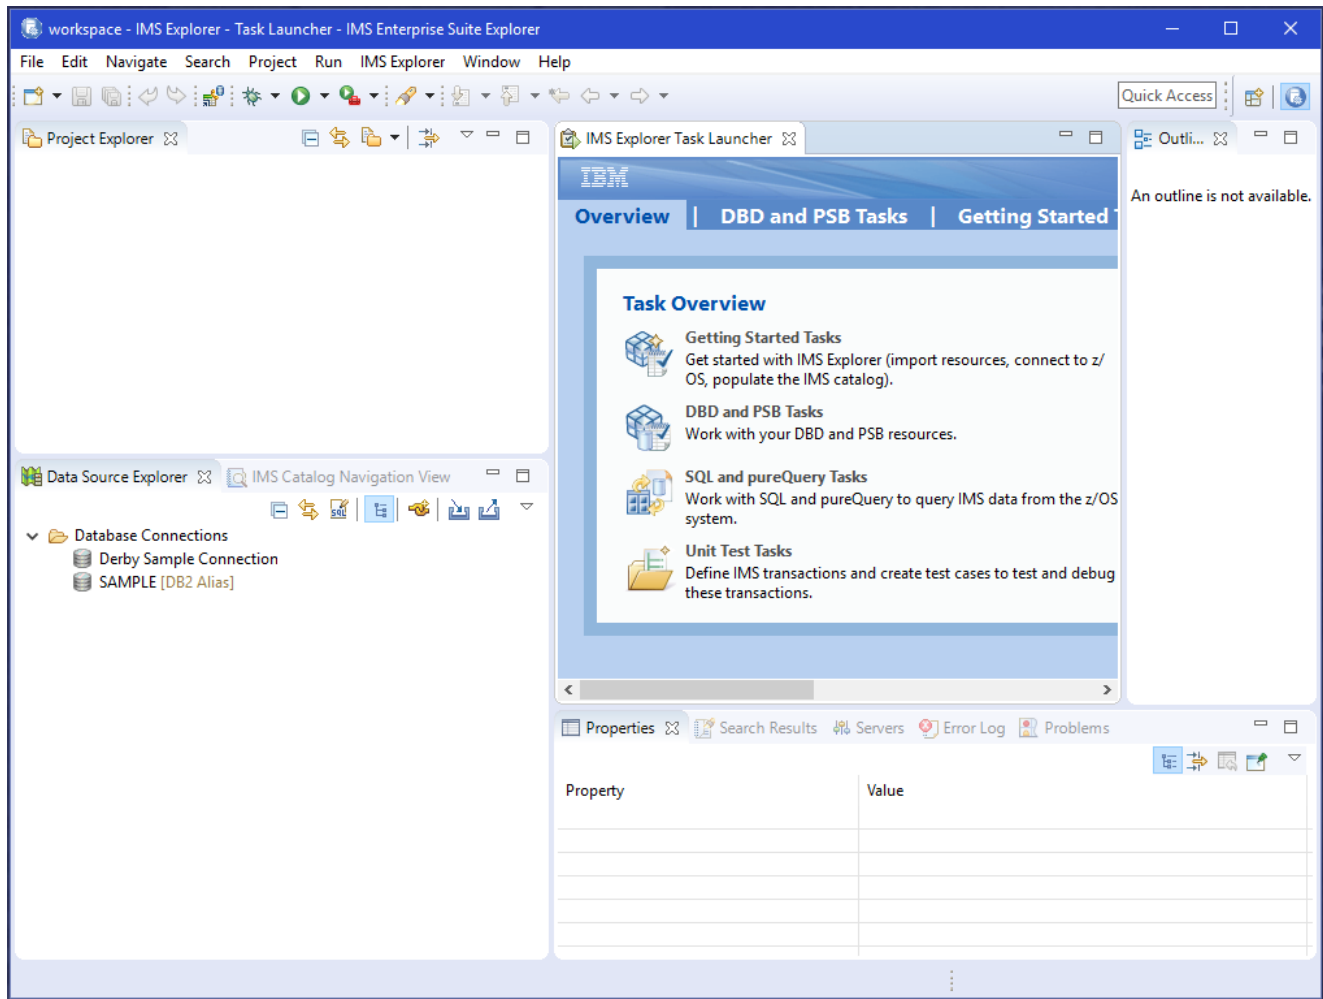 workspace - IMS Explorer - Task Launcher - IMS Enterprise Suite Explorer
File Edit Navigate Search Project Run IMS Explorer Window Help
Quick Access
Project Explorer
IMS Explorer Task Launcher
Outli...
IBM
An outline is not available.
Overview | DBD and PSB Tasks | Getting Started
Task Overview
Getting Started Tasks
Get started with IMS Explorer (import resources, connect to z/
OS, populate the IMS catalog).
DBD and PSB Tasks
Work with your DBD and PSB resources.
SQL and pureQuery Tasks
Work with SQL and pureQuery to query IMS data from the z/OS
system.
Unit Test Tasks
Define IMS transactions and create test cases to test and debug
these transactions.
Data Source Explorer
IMS Catalog Navigation View
SQL
Database Connections
Derby Sample Connection
SAMPLE [DB2 Alias]
Properties
Search Results
Servers
Error Log
Problems
Property Value